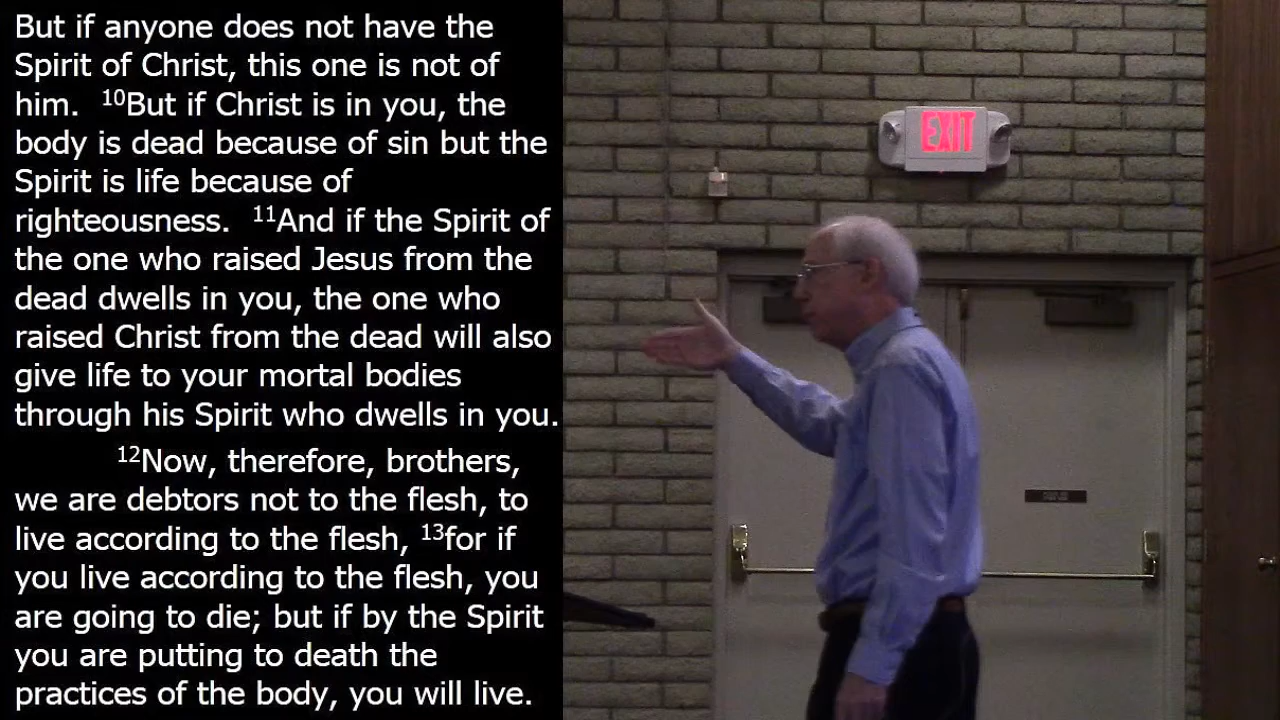 But if anyone does not have the
Spirit of Christ, this one is not of
him. ¹⁰But if Christ is in you, the
body is dead because of sin but the
Spirit is life because of
righteousness. ¹¹And if the Spirit of
the one who raised Jesus from the
dead dwells in you, the one who
raised Christ from the dead will also
give life to your mortal bodies
through his Spirit who dwells in you.
¹²Now, therefore, brothers,
we are debtors not to the flesh, to
live according to the flesh, ¹³for if
you live according to the flesh, you
are going to die; but if by the Spirit
you are putting to death the
practices of the body, you will live.
EXIT